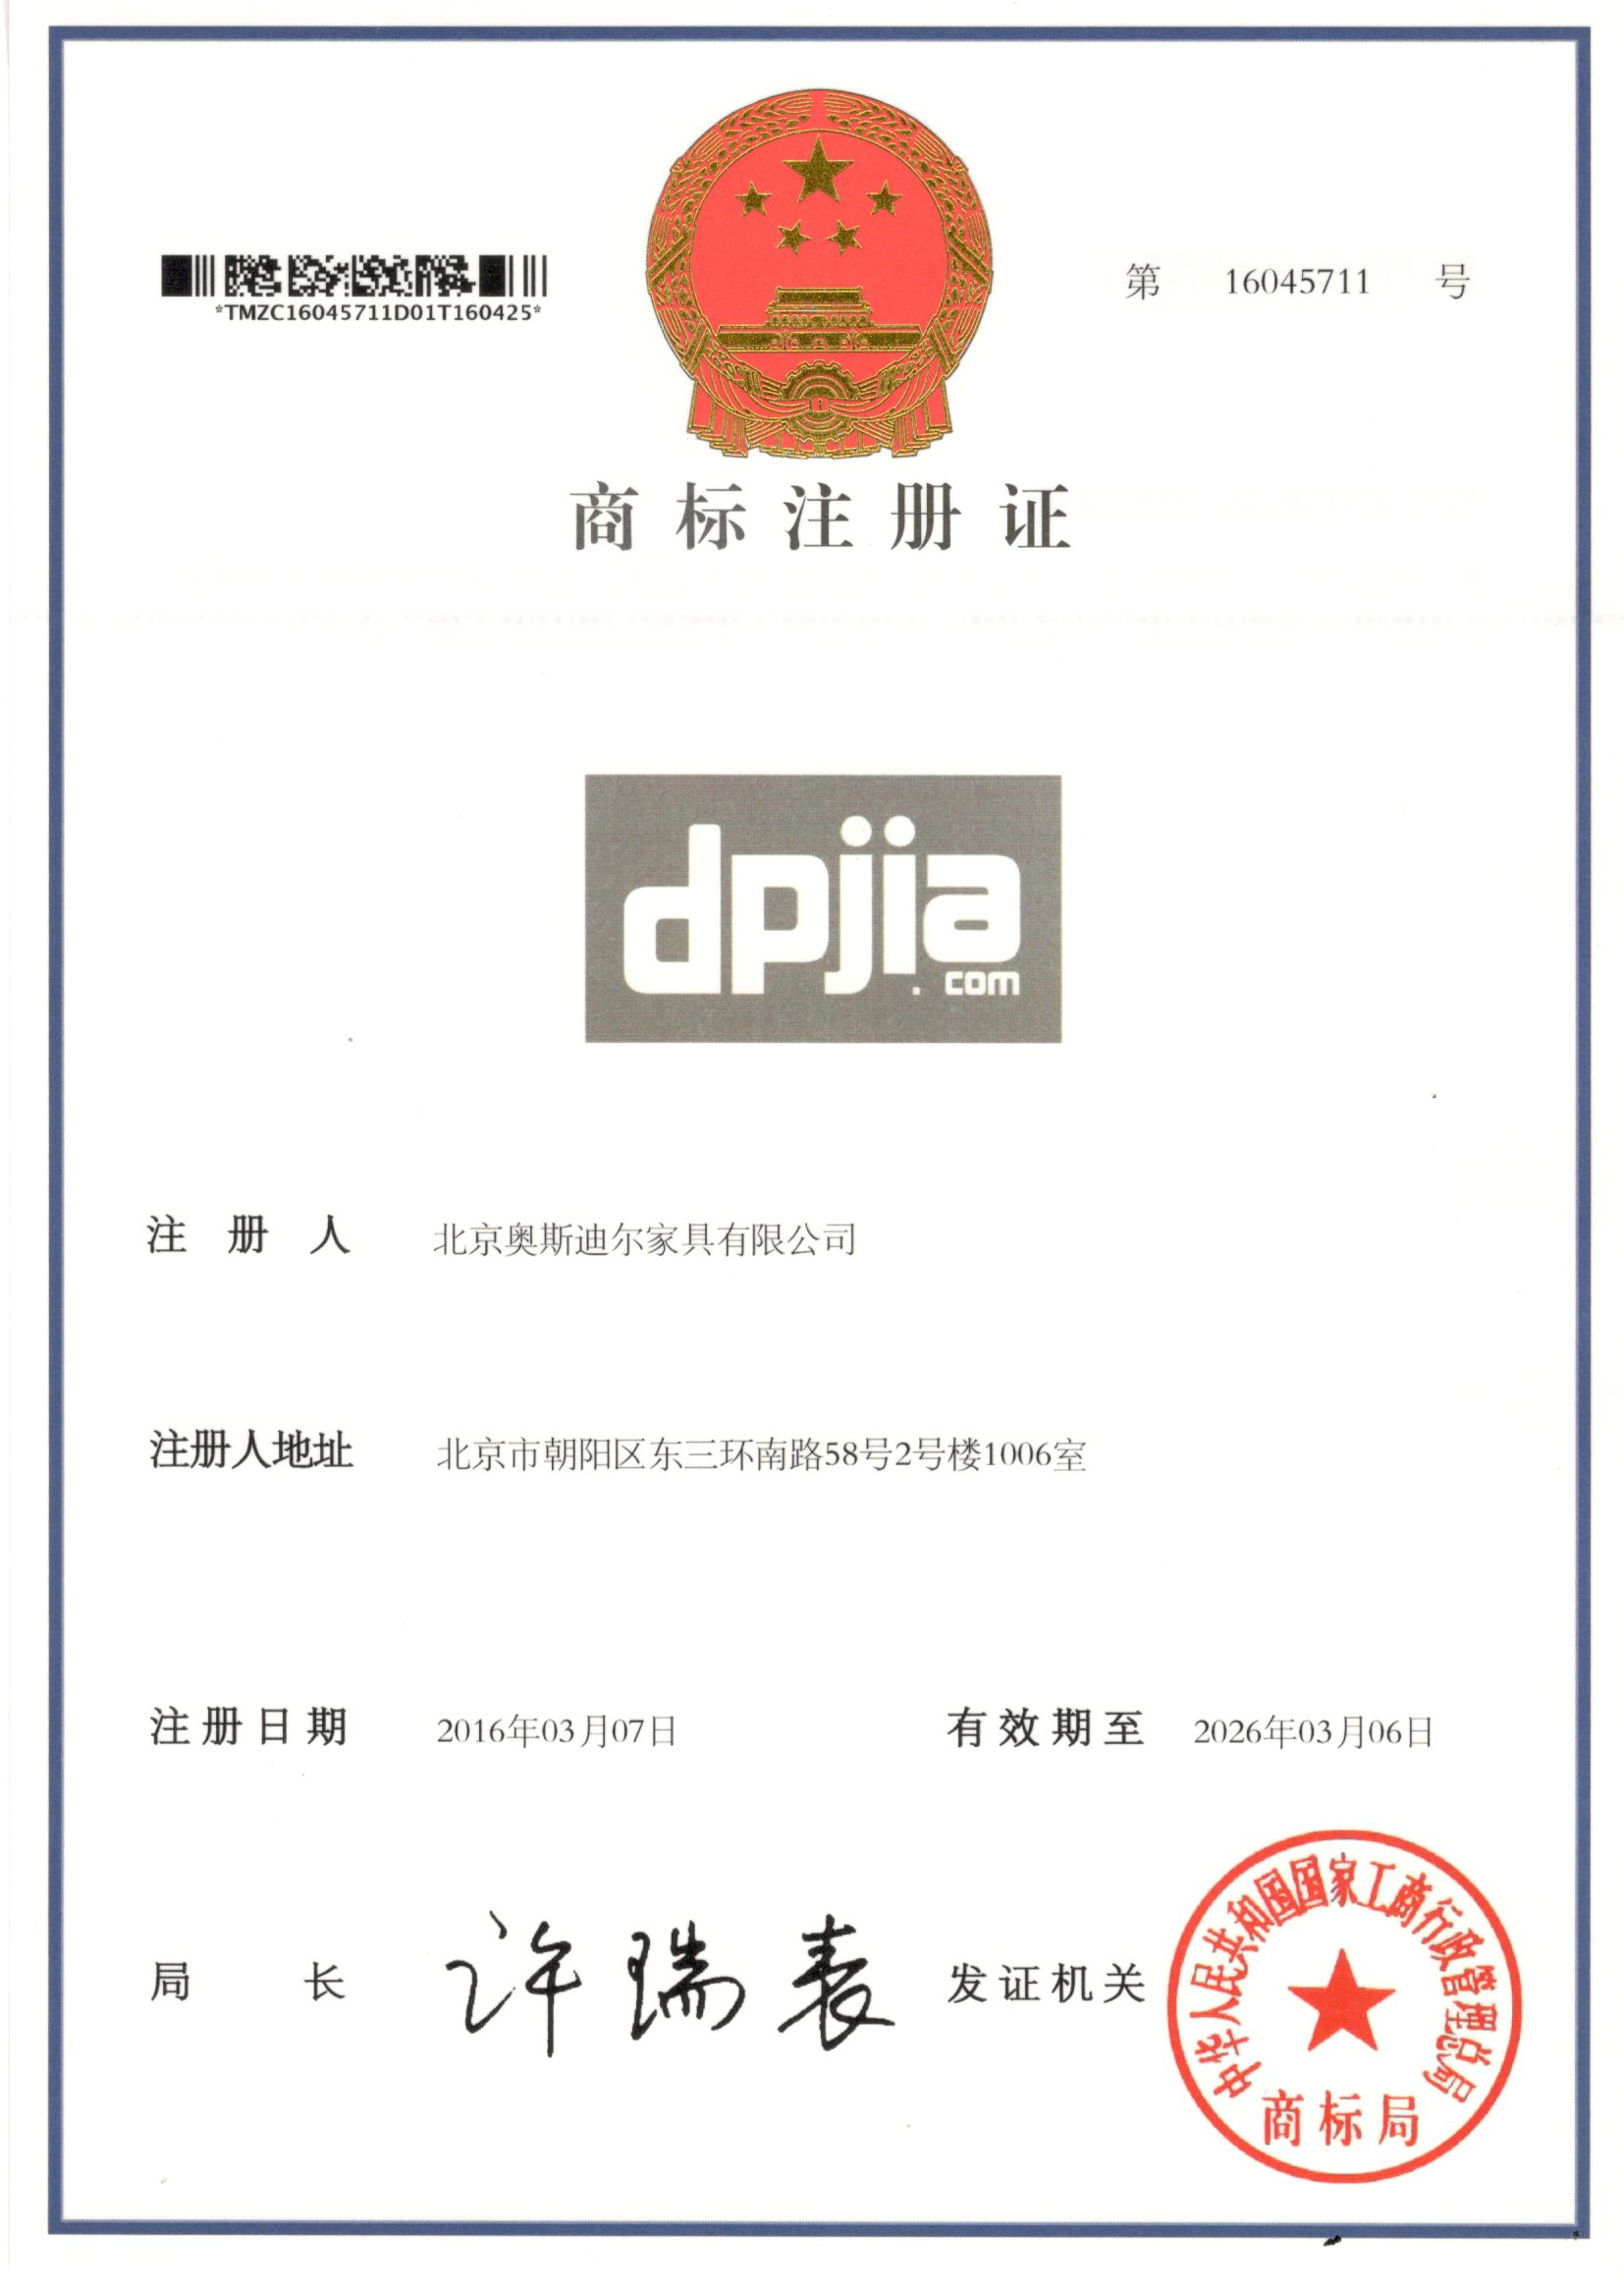 第 16045711 号
*TMZC16045711D01T160425*
商标注册证
dpjia
.com
注册人 北京奥斯迪尔家具有限公司
注册人地址 北京市朝阳区东三环南路58号2号楼1006室
注册日期 2016年03月07日 有效期至 2026年03月06日
局长 许瑞表 发证机关
中华人民共和国国家工商行政管理总局
商标局